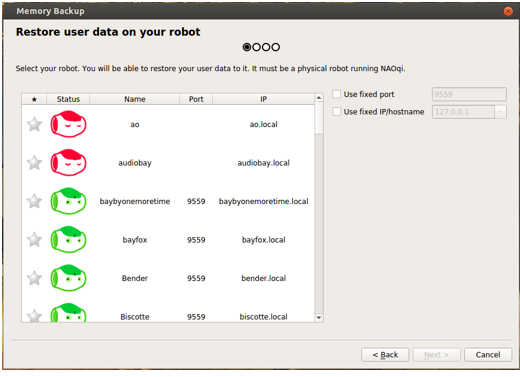 Memory Backup
Restore user data on your robot
Select your robot. You will be able to restore your user data to it. It must be a physical robot running NAOqi.
★ Status Name Port IP
ao ao.local
audiobay audiobay.local
baybyonemoretime 9559 baybyonemoretime.local
bayfox 9559 bayfox.local
Bender 9559 bender.local
Biscotte 9559 biscotte.local
Use fixed port 9559
Use fixed IP/hostname 127.0.0.1
< Back Next > Cancel